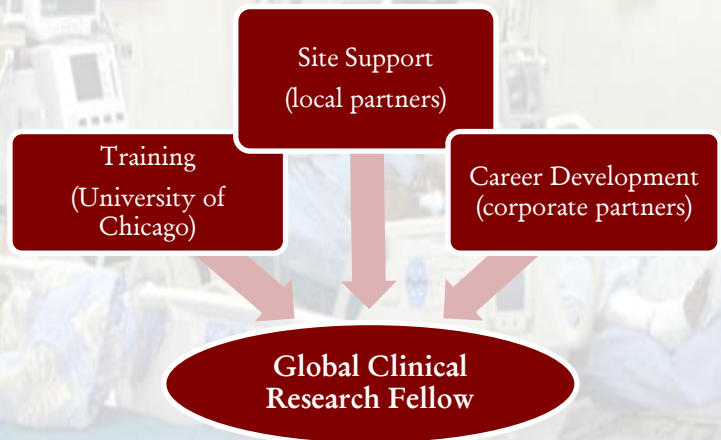 Site Support
(local partners)
Training
(University of
Chicago)
Career Development
(corporate partners)
Global Clinical
Research Fellow